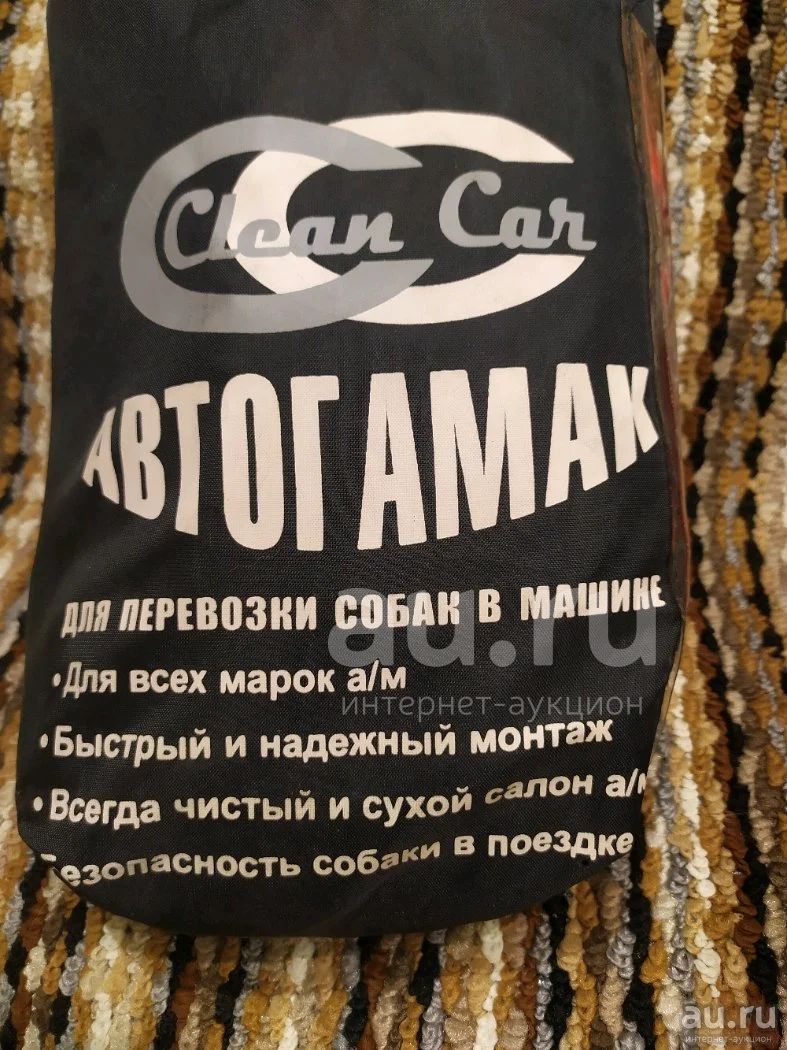 Clean Car
АВТОГАМАК
ДЛЯ ПЕРЕВОЗКИ СОБАК В МАШИНЕ
•Для всех марок а/м
•Быстрый и надежный монтаж
•Всегда чистый и сухой салон а/м
Безопасность собаки в поездке
au.ru
интернет-аукцион
au.ru
интернет-аукцион